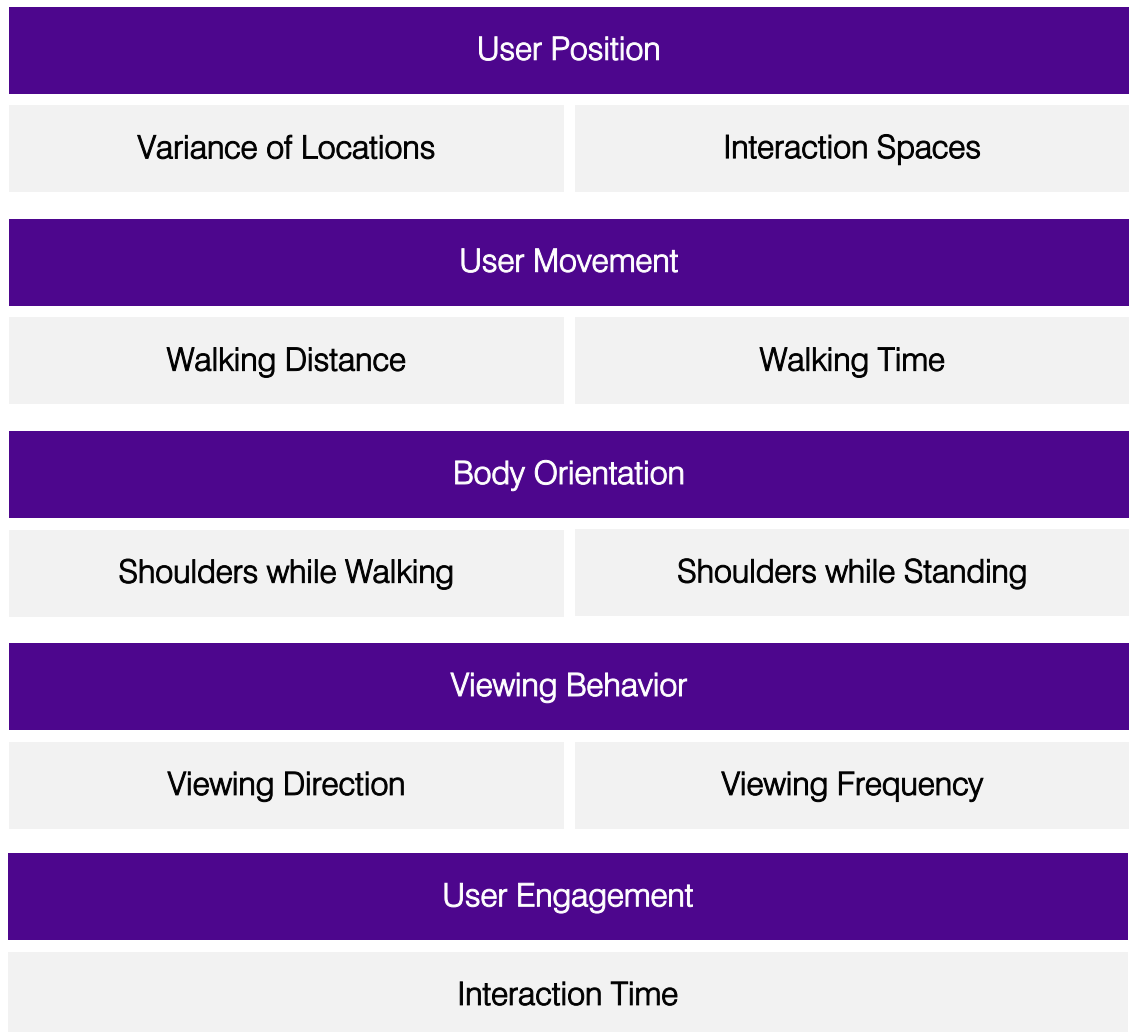 User Position
Variance of Locations
Interaction Spaces
User Movement
Walking Distance
Walking Time
Body Orientation
Shoulders while Walking
Shoulders while Standing
Viewing Behavior
Viewing Direction
Viewing Frequency
User Engagement
Interaction Time